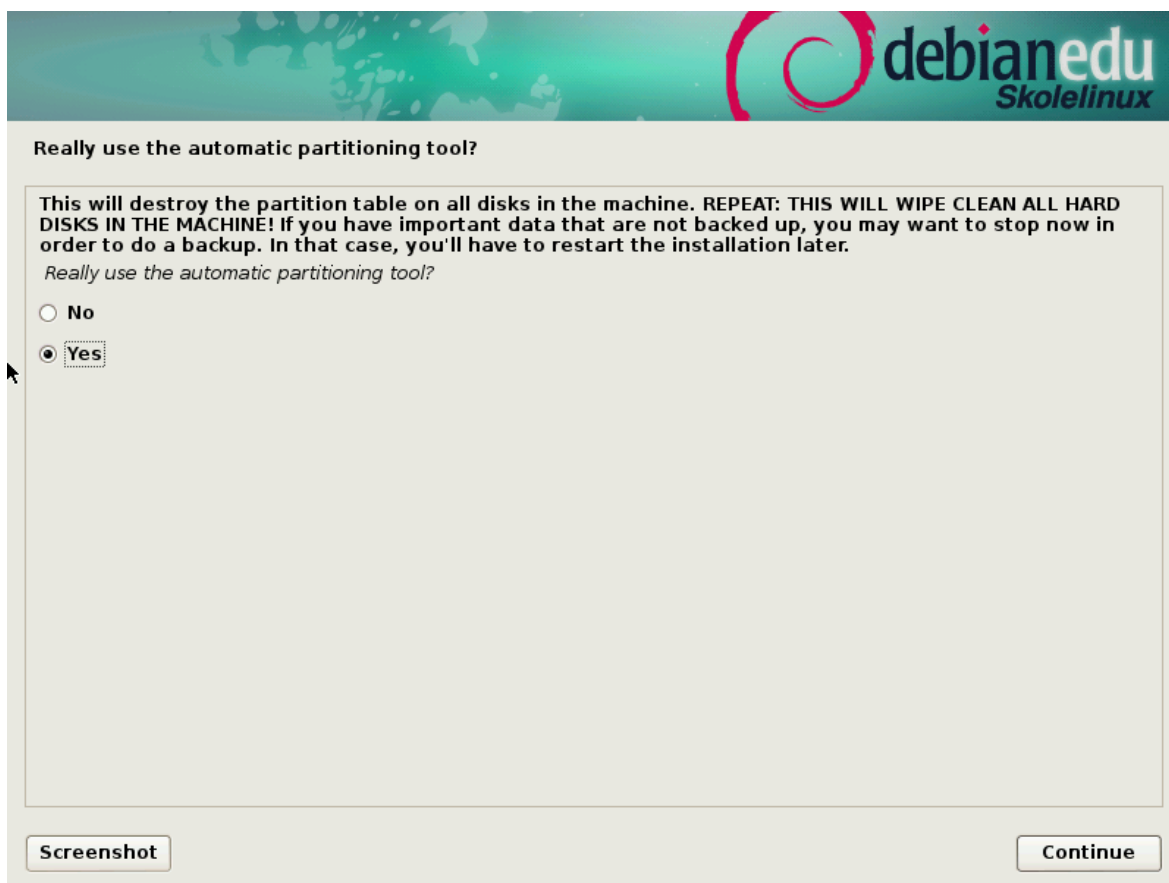 debianedu
Skolelinux
Really use the automatic partitioning tool?
This will destroy the partition table on all disks in the machine. REPEAT: THIS WILL WIPE CLEAN ALL HARD
DISKS IN THE MACHINE! If you have important data that are not backed up, you may want to stop now in
order to do a backup. In that case, you'll have to restart the installation later.
Really use the automatic partitioning tool?
No
Yes
Screenshot Continue